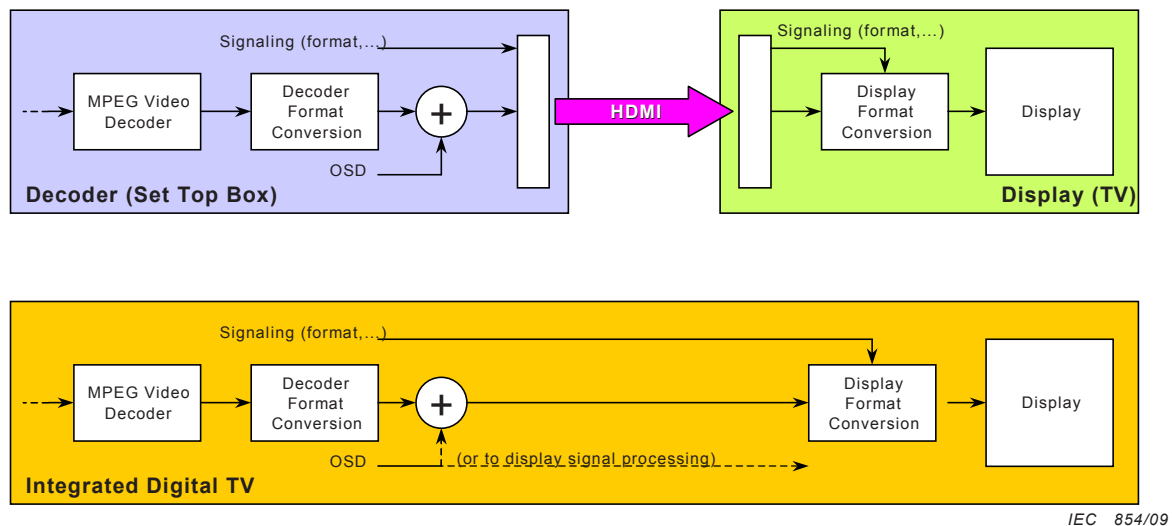 Signaling (format,...)
MPEG Video
Decoder
Decoder
Format
Conversion
+
OSD
Decoder (Set Top Box)
HDMI
Signaling (format,...)
Display
Format
Conversion
Display
Display (TV)
Signaling (format,...)
MPEG Video
Decoder
Decoder
Format
Conversion
+
Display
Format
Conversion
Display
OSD
(or to display signal processing)
Integrated Digital TV
IEC 854/09